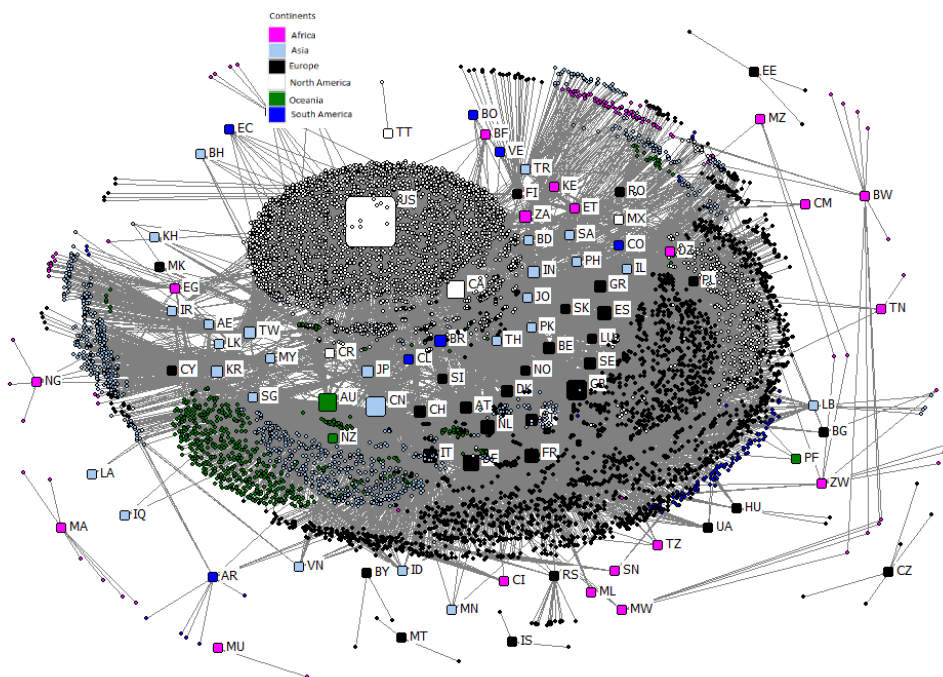 Continents
Africa
Asia
Europe
North America
Oceania
South America
EE
TT
BO
MZ
EC
BF
VE
BH
TR
KE
RO
BW
US
FI
ET
CM
ZA
MX
KH
BD
SA
CO
DZ
MK
PH
IL
IN
PL
EG
CA
GR
JO
IR
SK
ES
TN
AE
PK
TW
BR
TH
LU
LK
BE
CR
MY
CL
SE
CY
KR
JP
SI
NO
NG
GB
DK
SG
AU
CN
CH
AT
LB
NL
BG
NZ
IT
FR
PF
LA
ZW
HU
IQ
MA
UA
TZ
VN
ID
AR
BY
CI
RS
SN
CZ
ML
MN
MW
MT
IS
MU